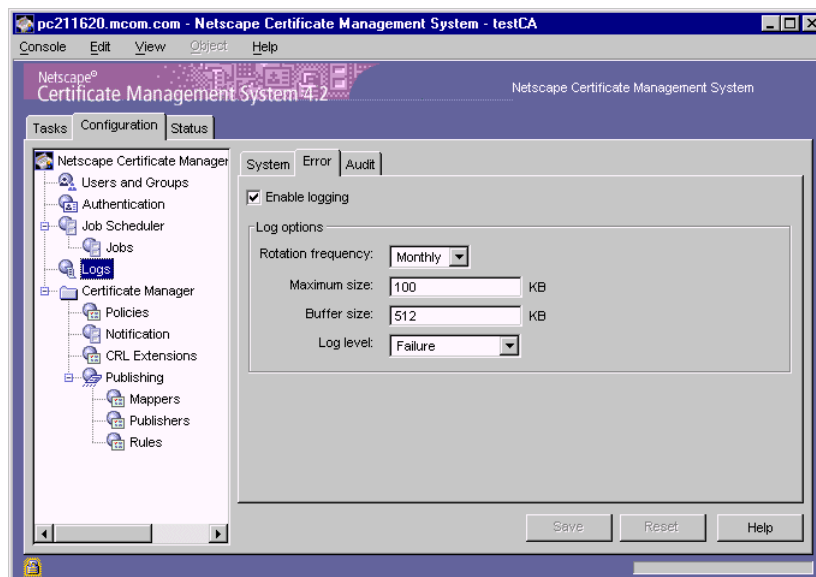 pc211620.mcom.com - Netscape Certificate Management System - testCA
Console Edit View Object Help
Netscape®
Certificate Management System 4.2
Netscape Certificate Management System
Tasks Configuration Status
Netscape Certificate Manager
Users and Groups
Authentication
Job Scheduler
Jobs
Logs
Certificate Manager
Policies
Notification
CRL Extensions
Publishing
Mappers
Publishers
Rules
System Error Audit
Enable logging
Log options
Rotation frequency: Monthly
Maximum size: 100 KB
Buffer size: 512 KB
Log level: Failure
Save Reset Help